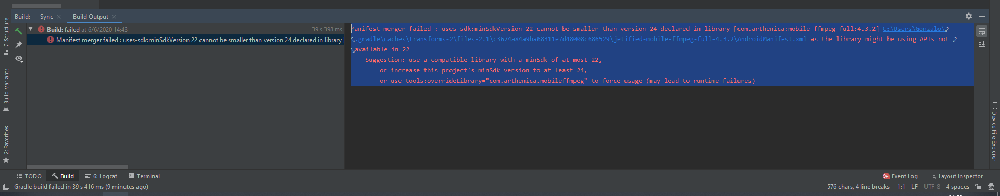 Build: Sync Build Output
Build: failed at 6/6/2020 14:43 39 s 398 ms
Manifest merger failed : uses-sdk:minSdkVersion 22 cannot be smaller than version 24 declared in library [
Manifest merger failed : uses-sdk:minSdkVersion 22 cannot be smaller than version 24 declared in library [com.arthenica:mobile-ffmpeg-full:4.3.2] C:\Users\Gonzalo\
.gradle\caches\transforms-2\files-2.1\c3674a84a9ba68311e7d48008c686529\jetified-mobile-ffmpeg-full-4.3.2\AndroidManifest.xml as the library might be using APIs not
available in 22
Suggestion: use a compatible library with a minSdk of at most 22,
or increase this project's minSdk version to at least 24,
or use tools:overrideLibrary="com.arthenica.mobileffmpeg" to force usage (may lead to runtime failures)
7: Structure
Build Variants
2: Favorites
Device File Explorer
TODO Build 6: Logcat Terminal 9+ Event Log Layout Inspector
Gradle build failed in 39 s 416 ms (9 minutes ago) 576 chars, 4 line breaks 1:1 LF UTF-8 4 spaces